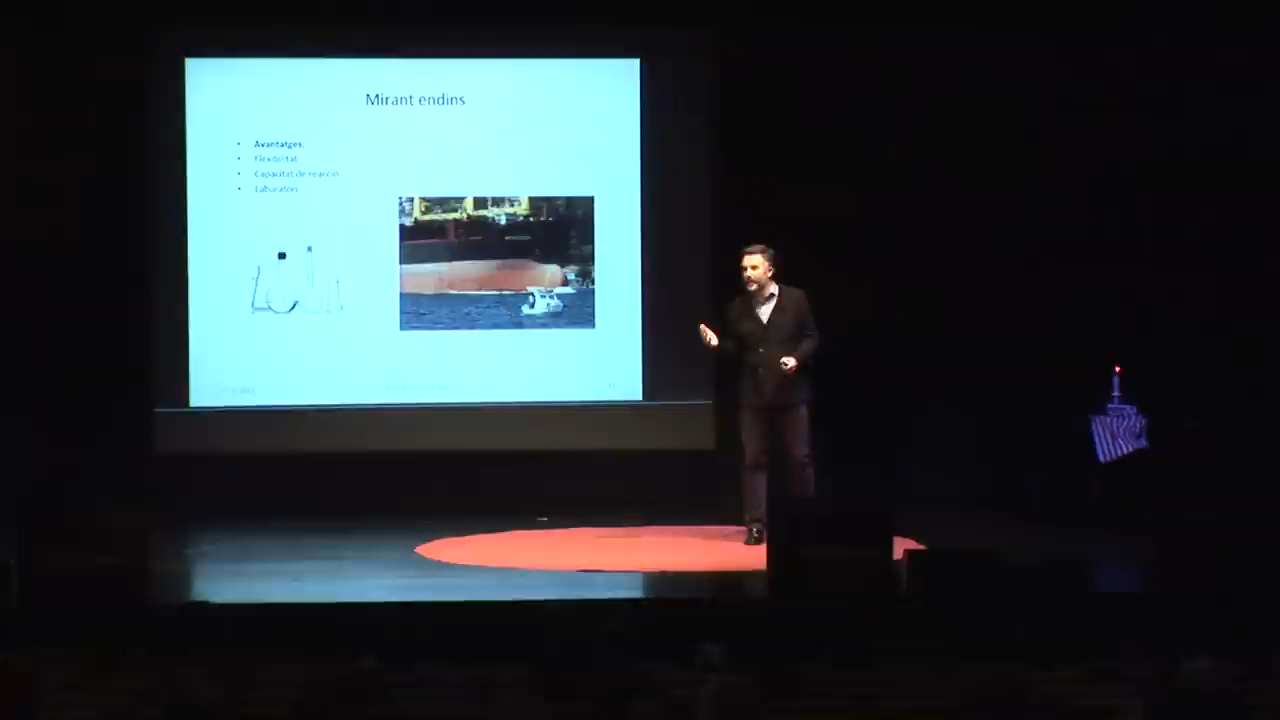 Mirant endins
• Avantatges:
• Flexibilitat
• Capacitat de reacció
• Laboratori